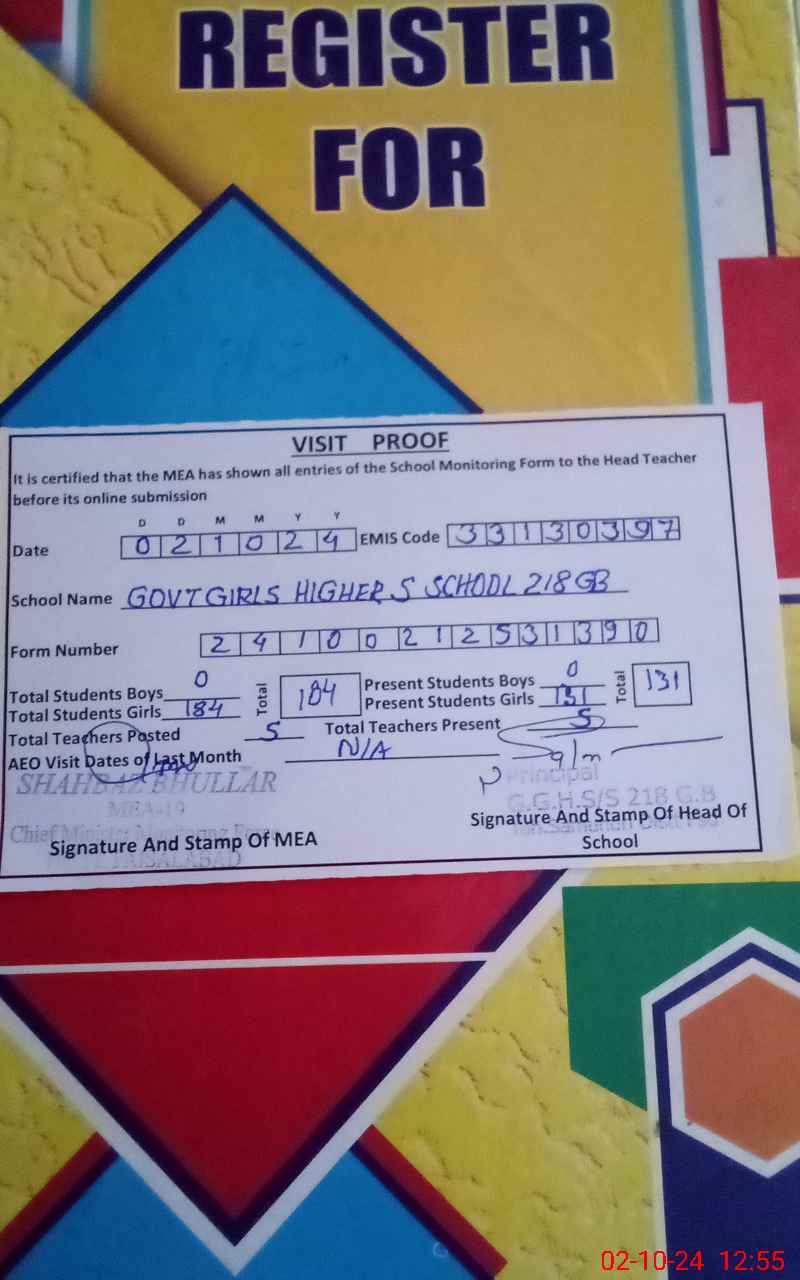 REGISTER
FOR
VISIT PROOF
It is certified that the MEA has shown all entries of the School Monitoring Form to the Head Teacher
before its online submission
D D M M Y Y
Date 0 2 1 0 2 4 EMIS Code 3 3 1 3 0 3 9 7
School Name GOVT GIRLS HIGHER S SCHOOL 218 GB
Form Number 2 4 1 0 0 2 1 2 5 3 1 3 9 0
Total Students Boys 0 Total 184 Present Students Boys 0 Total 131
Total Students Girls 184 Present Students Girls 131
Total Teachers Posted 5 Total Teachers Present 5
AEO Visit Dates of Last Month N/A
SHAHBAZ BHULLAR
MEA-19
Chief Minister Monitoring
FAISALABAD
Signature And Stamp Of MEA
Principal
G.G.H.S/S 218 G.B
Signature And Stamp Of Head Of
School
02-10-24 12:55